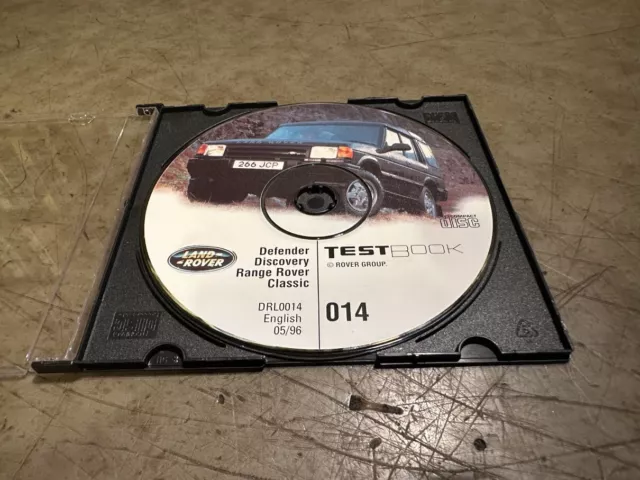 266 JCP
COMPACT
disc
LAND
ROVER
Defender
Discovery
Range Rover
Classic
TESTBOOK
© ROVER GROUP
DRL0014
English
05/96
014